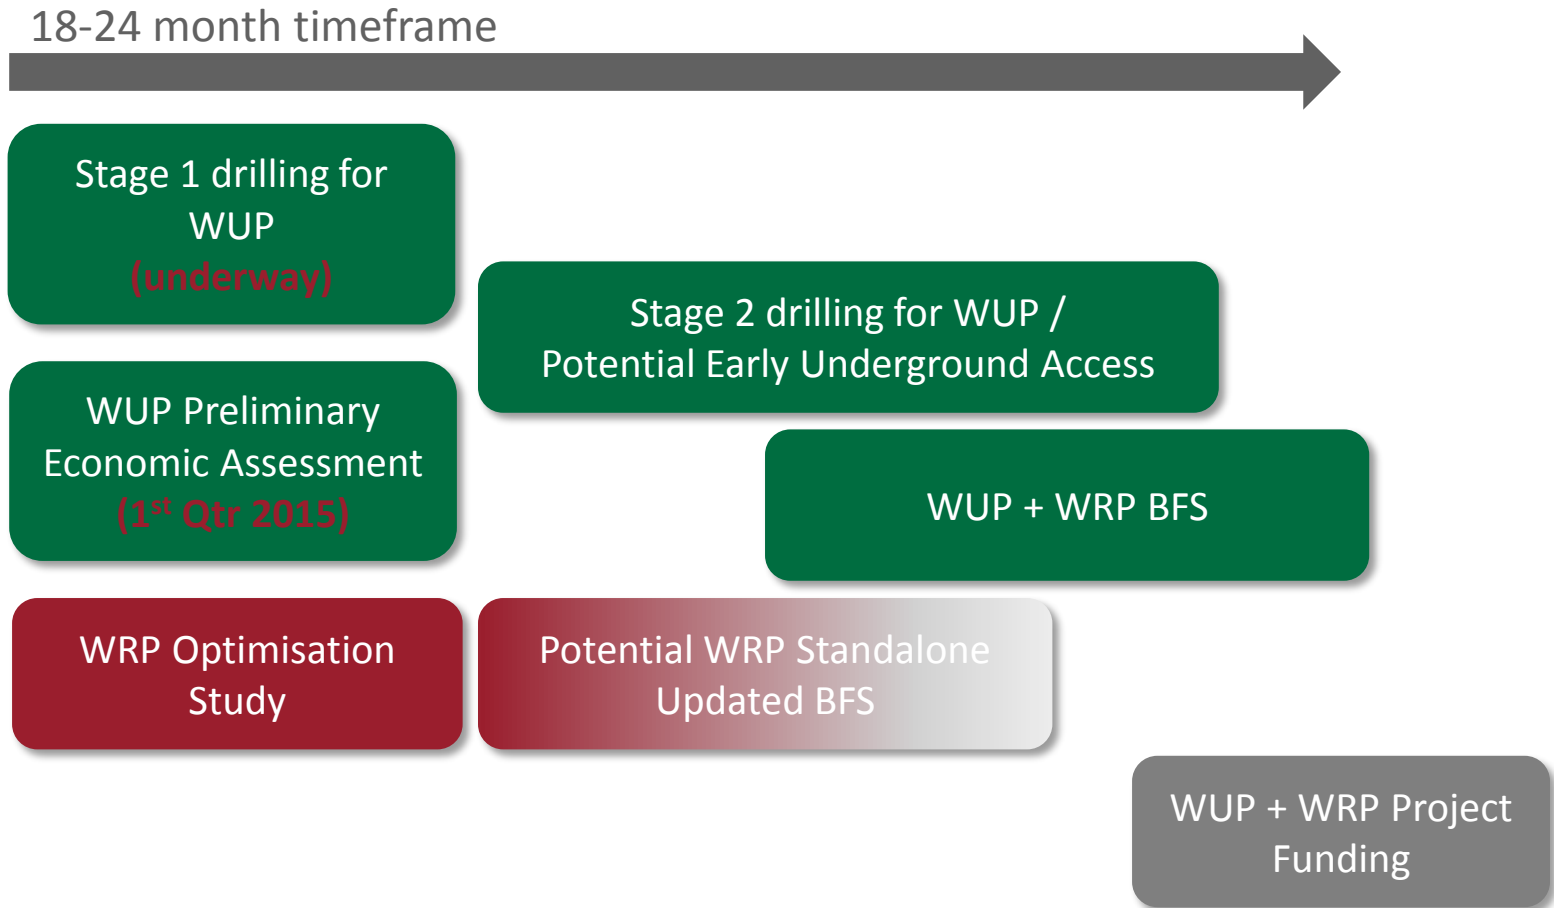 18-24 month timeframe
Stage 1 drilling for
WUP
(underway)
Stage 2 drilling for WUP /
Potential Early Underground Access
WUP Preliminary
Economic Assessment
(1st Qtr 2015)
WUP + WRP BFS
WRP Optimisation
Study
Potential WRP Standalone
Updated BFS
WUP + WRP Project
Funding